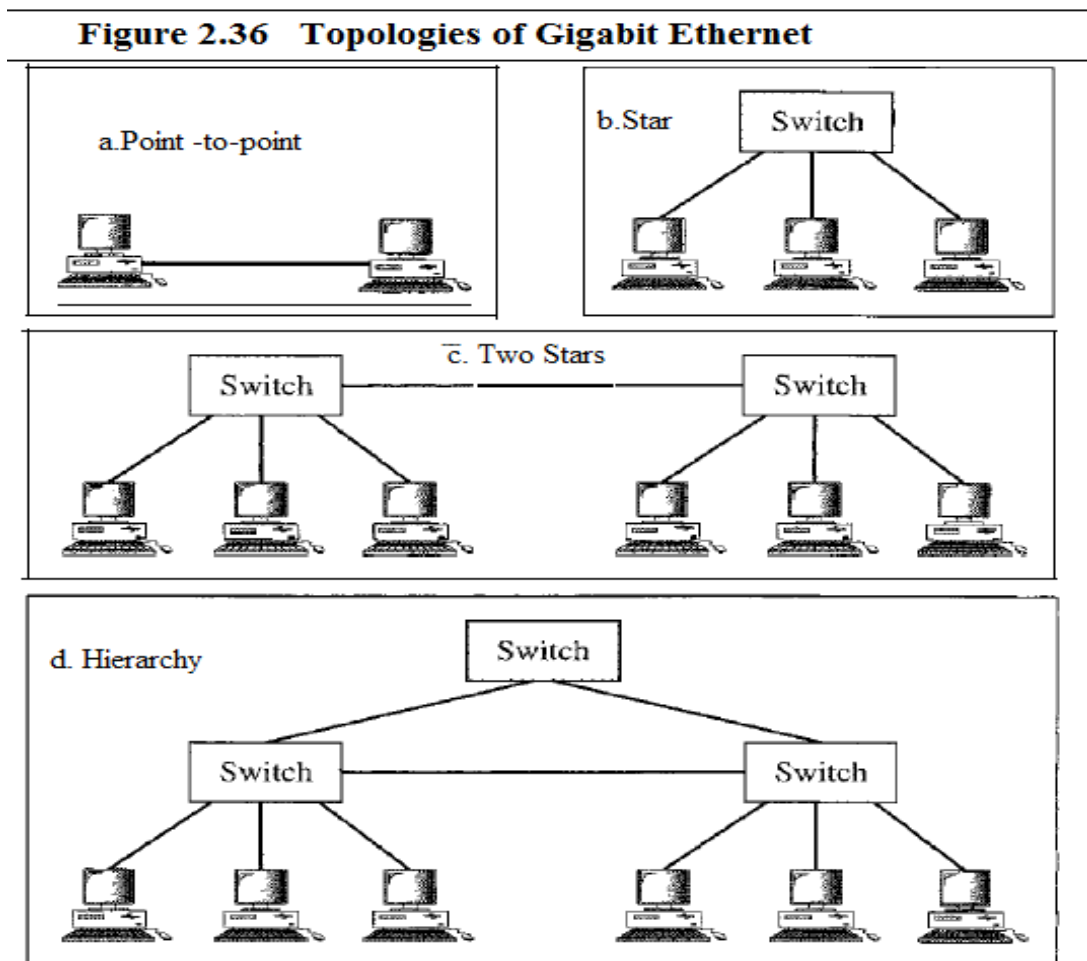 Figure 2.36 Topologies of Gigabit Ethernet
a.Point -to-point
b.Star
Switch
c. Two Stars
Switch
Switch
d. Hierarchy
Switch
Switch
Switch